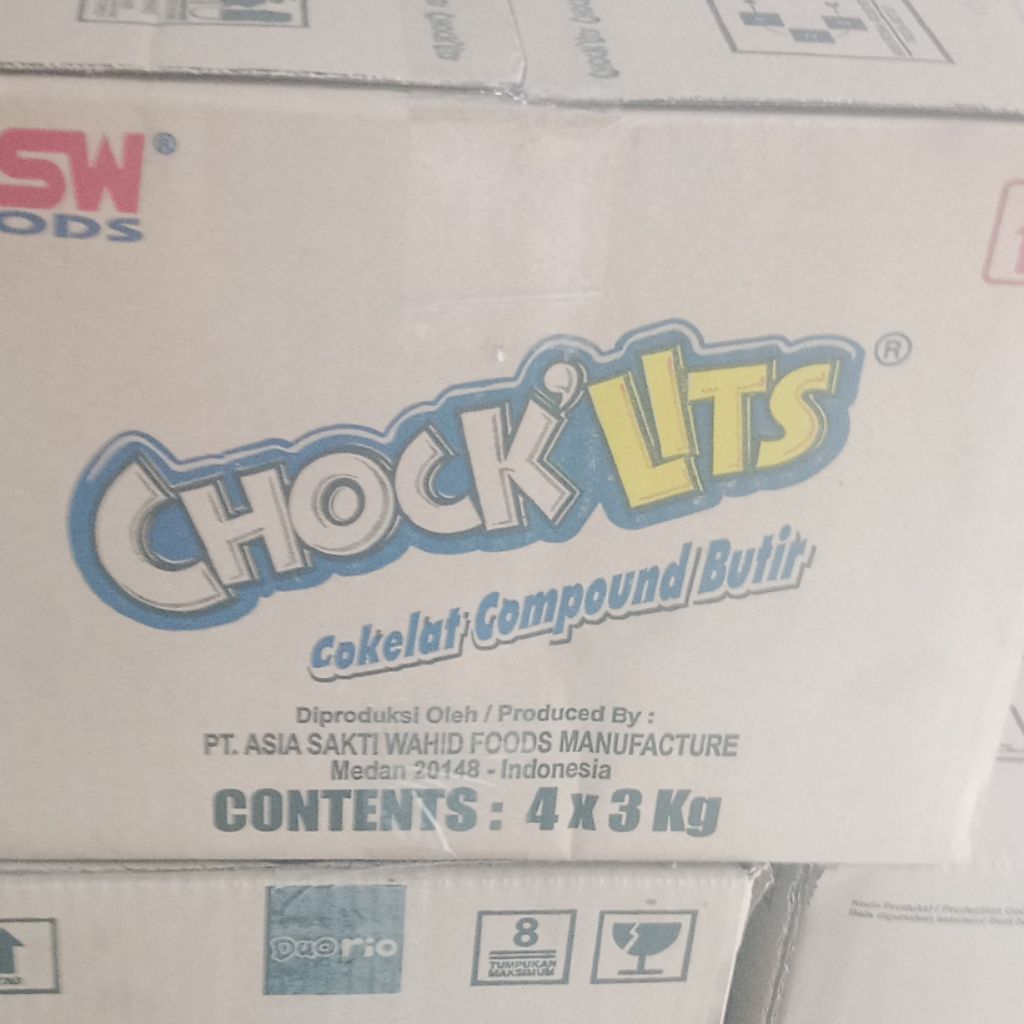 SW®
ODS
CHOCK'LITS®
Cokelat Compound Butir
Diproduksi Oleh / Produced By :
PT. ASIA SAKTI WAHID FOODS MANUFACTURE
Medan 20148 - Indonesia
CONTENTS : 4 x 3 Kg
Duorio
8
TUMPUKAN
MAKSIMUM